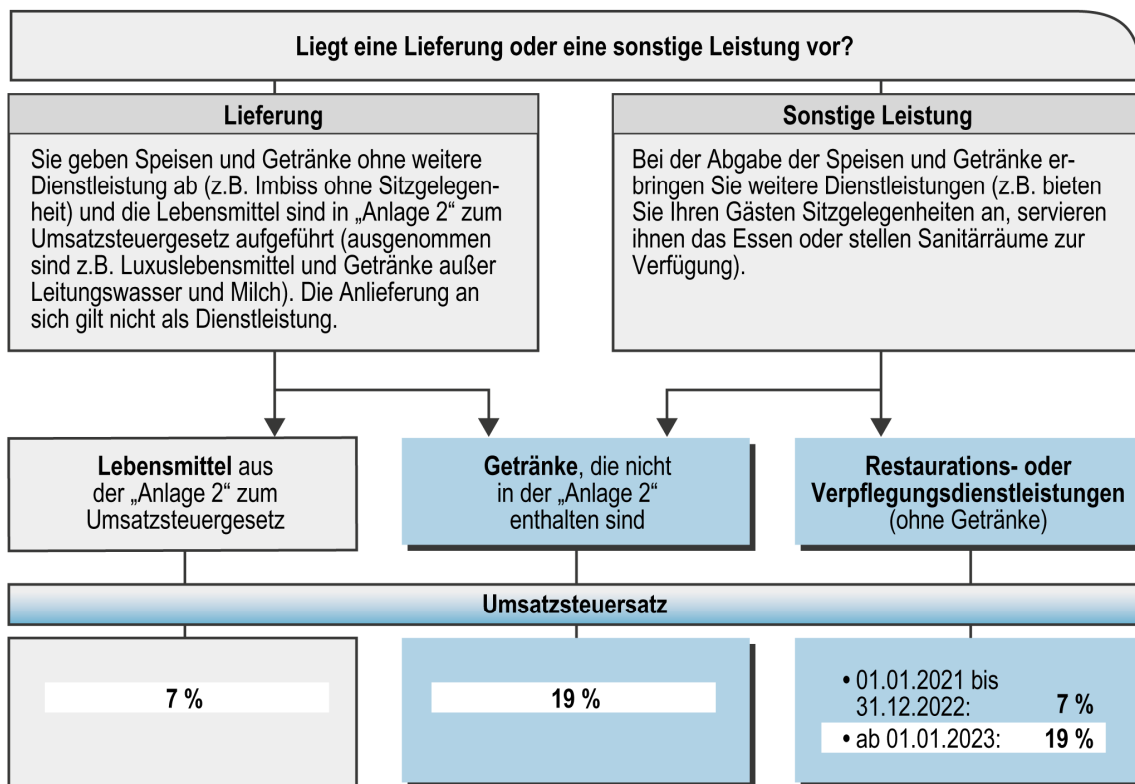 Liegt eine Lieferung oder eine sonstige Leistung vor?
Lieferung
Sie geben Speisen und Getränke ohne weitere
Dienstleistung ab (z.B. Imbiss ohne Sitzgelegen-
heit) und die Lebensmittel sind in „Anlage 2“ zum
Umsatzsteuergesetz aufgeführt (ausgenommen
sind z.B. Luxuslebensmittel und Getränke außer
Leitungswasser und Milch). Die Anlieferung an
sich gilt nicht als Dienstleistung.
Sonstige Leistung
Bei der Abgabe der Speisen und Getränke er-
bringen Sie weitere Dienstleistungen (z.B. bieten
Sie Ihren Gästen Sitzgelegenheiten an, servieren
ihnen das Essen oder stellen Sanitärräume zur
Verfügung).
Lebensmittel aus
der „Anlage 2“ zum
Umsatzsteuergesetz
Getränke, die nicht
in der „Anlage 2“
enthalten sind
Restaurations- oder
Verpflegungsdienstleistungen
(ohne Getränke)
Umsatzsteuersatz
7 %
19 %
• 01.01.2021 bis
31.12.2022: 7 %
• ab 01.01.2023: 19 %